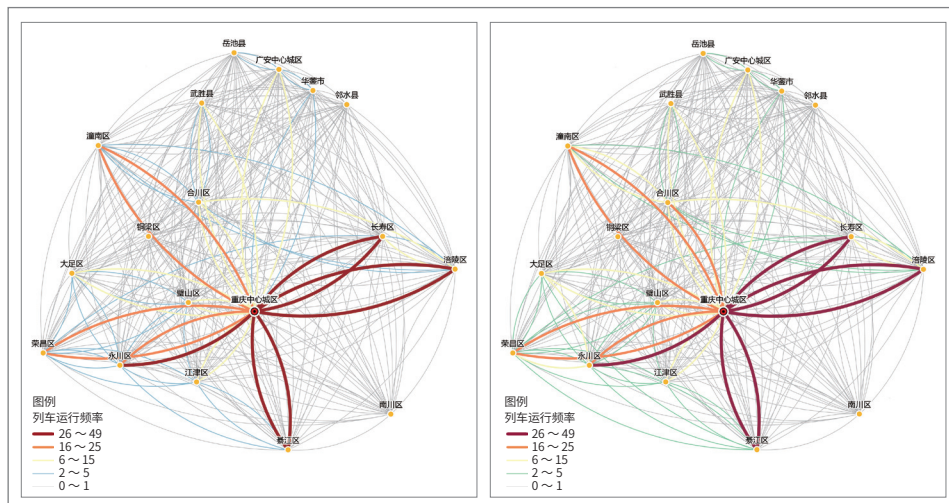 岳池县
广安中心城区
华蓥市
武胜县
邻水县
潼南区
合川区
铜梁区
长寿区
涪陵区
大足区
璧山区
重庆中心城区
荣昌区
永川区
江津区
南川区
綦江区
图例
列车运行频率
26～49
16～25
6～15
2～5
0～1
岳池县
广安中心城区
华蓥市
武胜县
邻水县
潼南区
合川区
铜梁区
长寿区
涪陵区
大足区
璧山区
重庆中心城区
荣昌区
永川区
江津区
南川区
綦江区
图例
列车运行频率
26～49
16～25
6～15
2～5
0～1